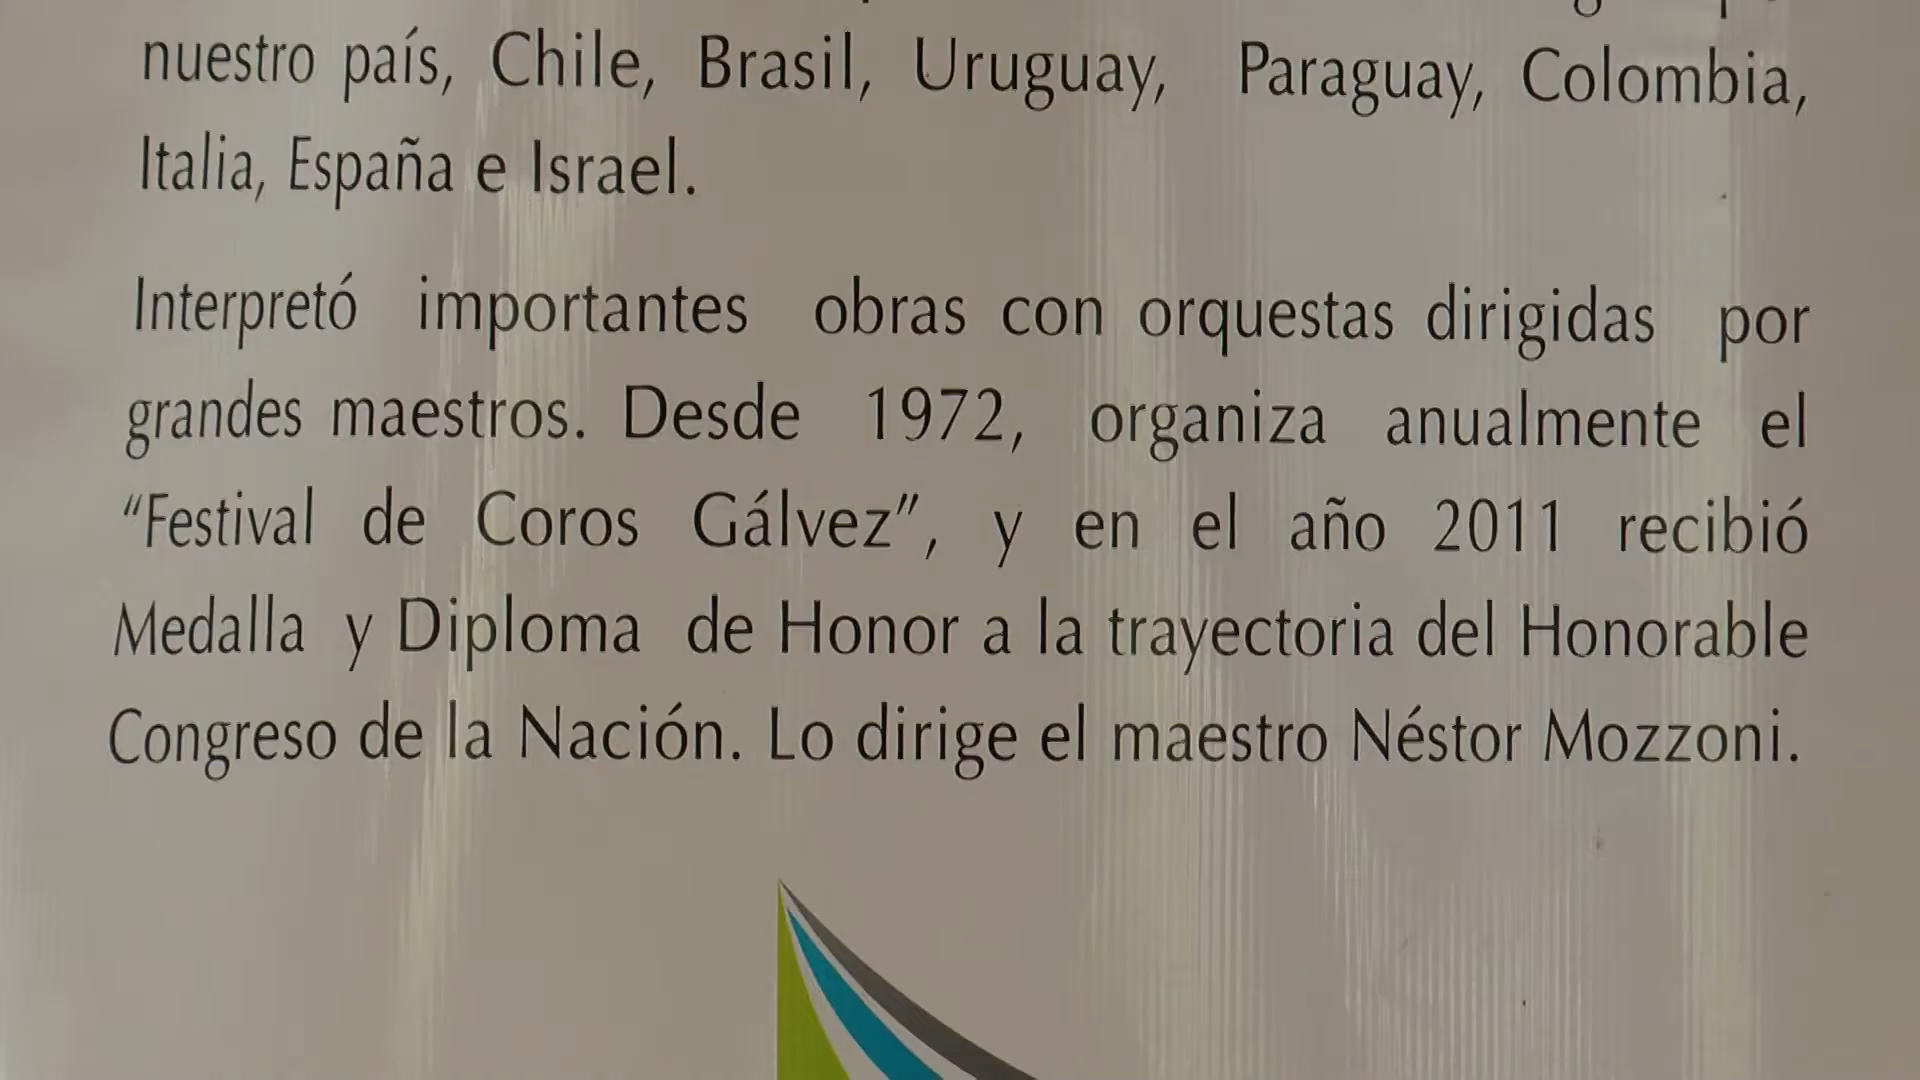 nuestro país, Chile, Brasil, Uruguay, Paraguay, Colombia,
Italia, España e Israel.
Interpretó importantes obras con orquestas dirigidas por
grandes maestros. Desde 1972, organiza anualmente el
“Festival de Coros Gálvez”, y en el año 2011 recibió
Medalla y Diploma de Honor a la trayectoria del Honorable
Congreso de la Nación. Lo dirige el maestro Néstor Mozzoni.